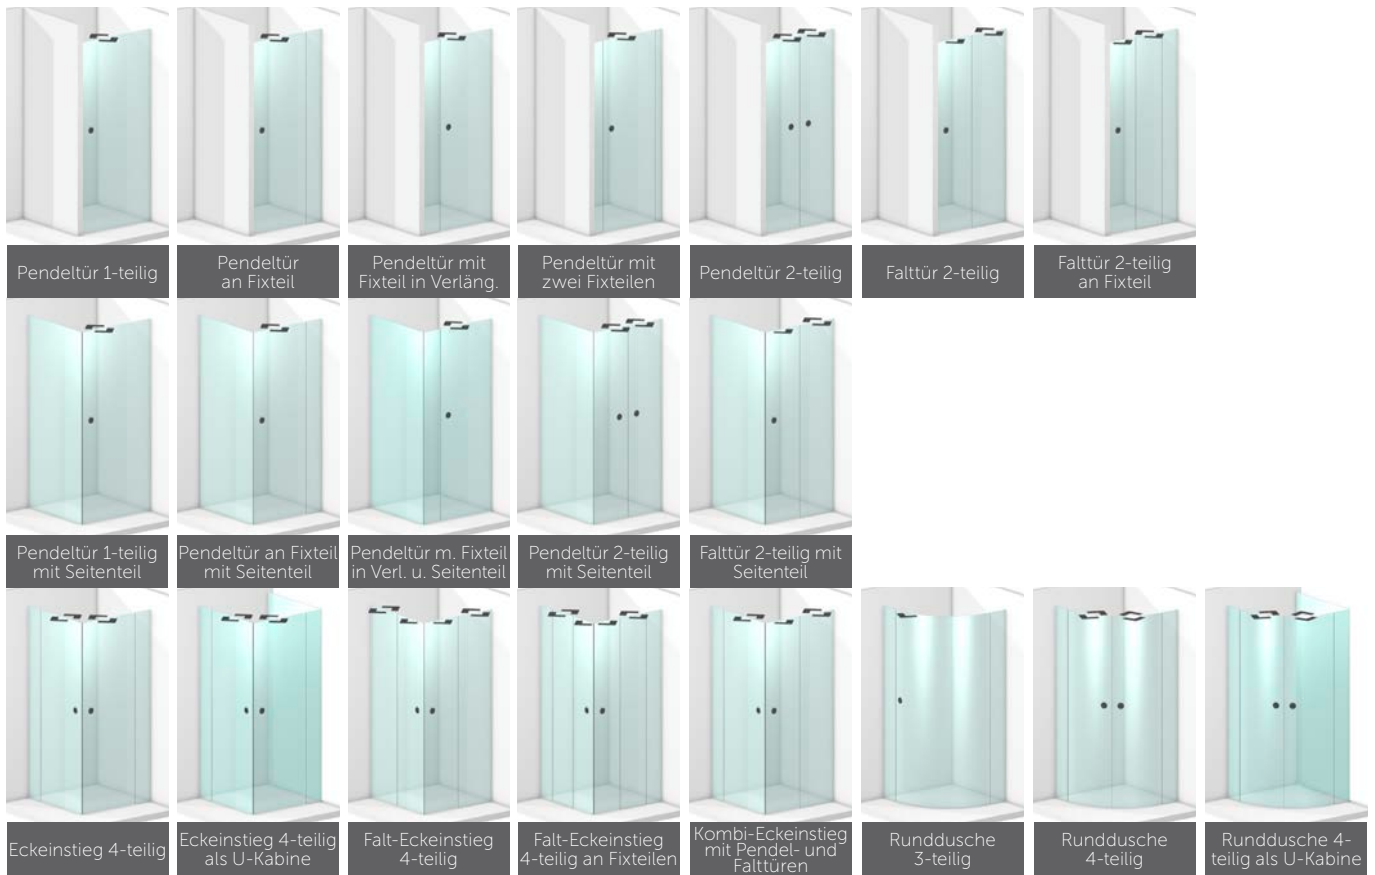 Pendeltür 1-teilig
Pendeltür
an Fixteil
Pendeltür mit
Fixteil in Verläng.
Pendeltür mit
zwei Fixteilen
Pendeltür 2-teilig
Falttür 2-teilig
Falttür 2-teilig
an Fixteil
Pendeltür 1-teilig
mit Seitenteil
Pendeltür an Fixteil
mit Seitenteil
Pendeltür m. Fixteil
in Verl. u. Seitenteil
Pendeltür 2-teilig
mit Seitenteil
Falttür 2-teilig mit
Seitenteil
Eckeinstieg 4-teilig
Eckeinstieg 4-teilig
als U-Kabine
Falt-Eckeinstieg
4-teilig
Falt-Eckeinstieg
4-teilig an Fixteilen
Kombi-Eckeinstieg
mit Pendel- und
Falttüren
Runddusche
3-teilig
Runddusche
4-teilig
Runddusche 4-
teilig als U-Kabine